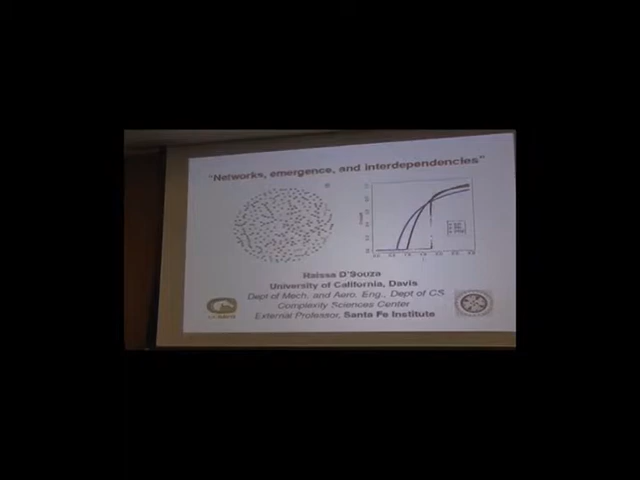 "Networks, emergence, and interdependencies"
Raissa D'Souza
University of California, Davis
Dept of Mech. and Aero. Eng., Dept of CS
Complexity Sciences Center
External Professor, Santa Fe Institute